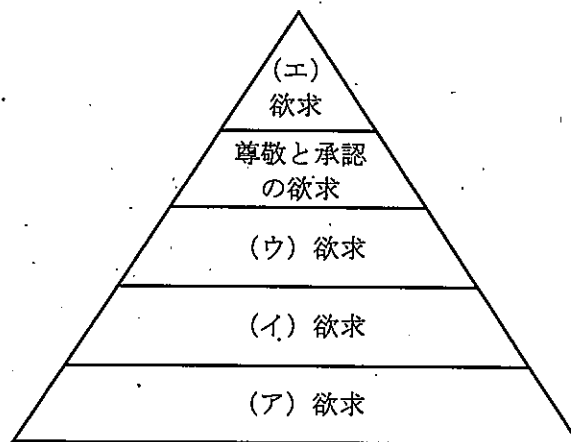 (エ)
欲求
尊敬と承認
の欲求
(ウ) 欲求
(イ) 欲求
(ア) 欲求